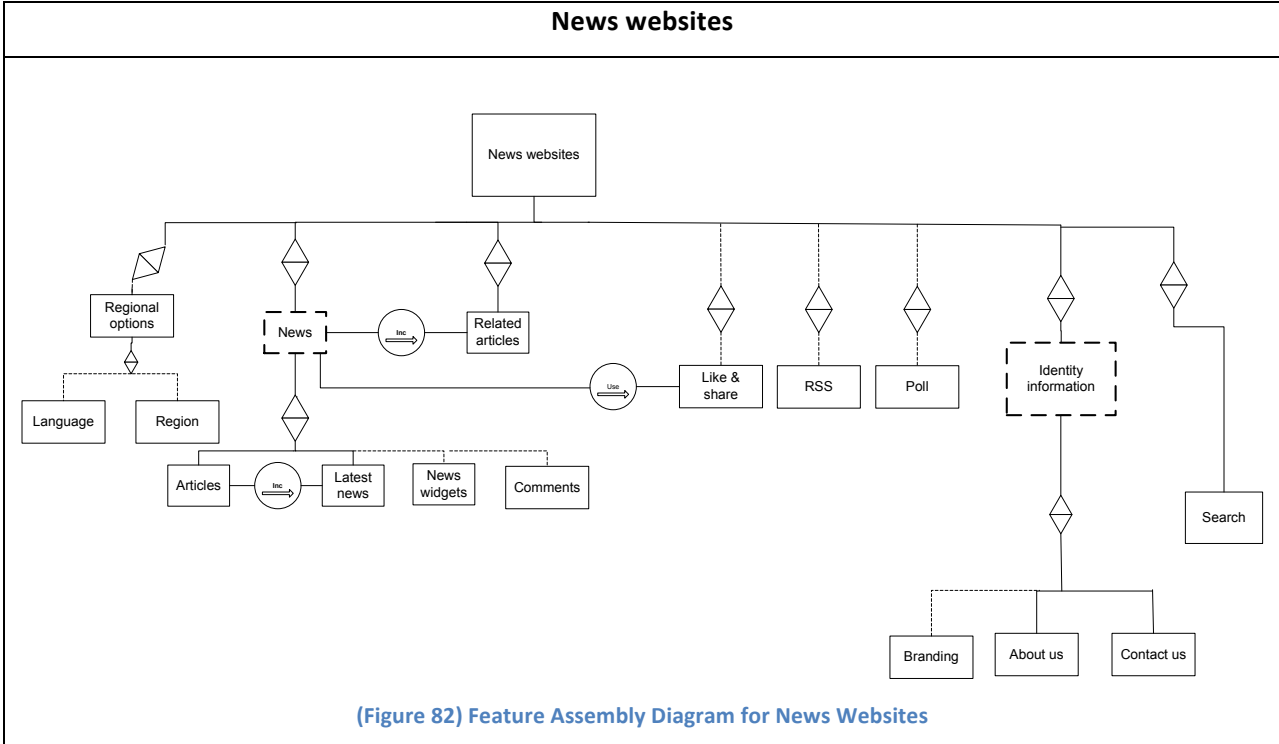 News websites
News websites
Regional
options
News
Inc
Related
articles
Use
Like &
share
RSS
Poll
Identity
information
Language
Region
Articles
Inc
Latest
news
News
widgets
Comments
Search
Branding
About us
Contact us
(Figure 82) Feature Assembly Diagram for News Websites